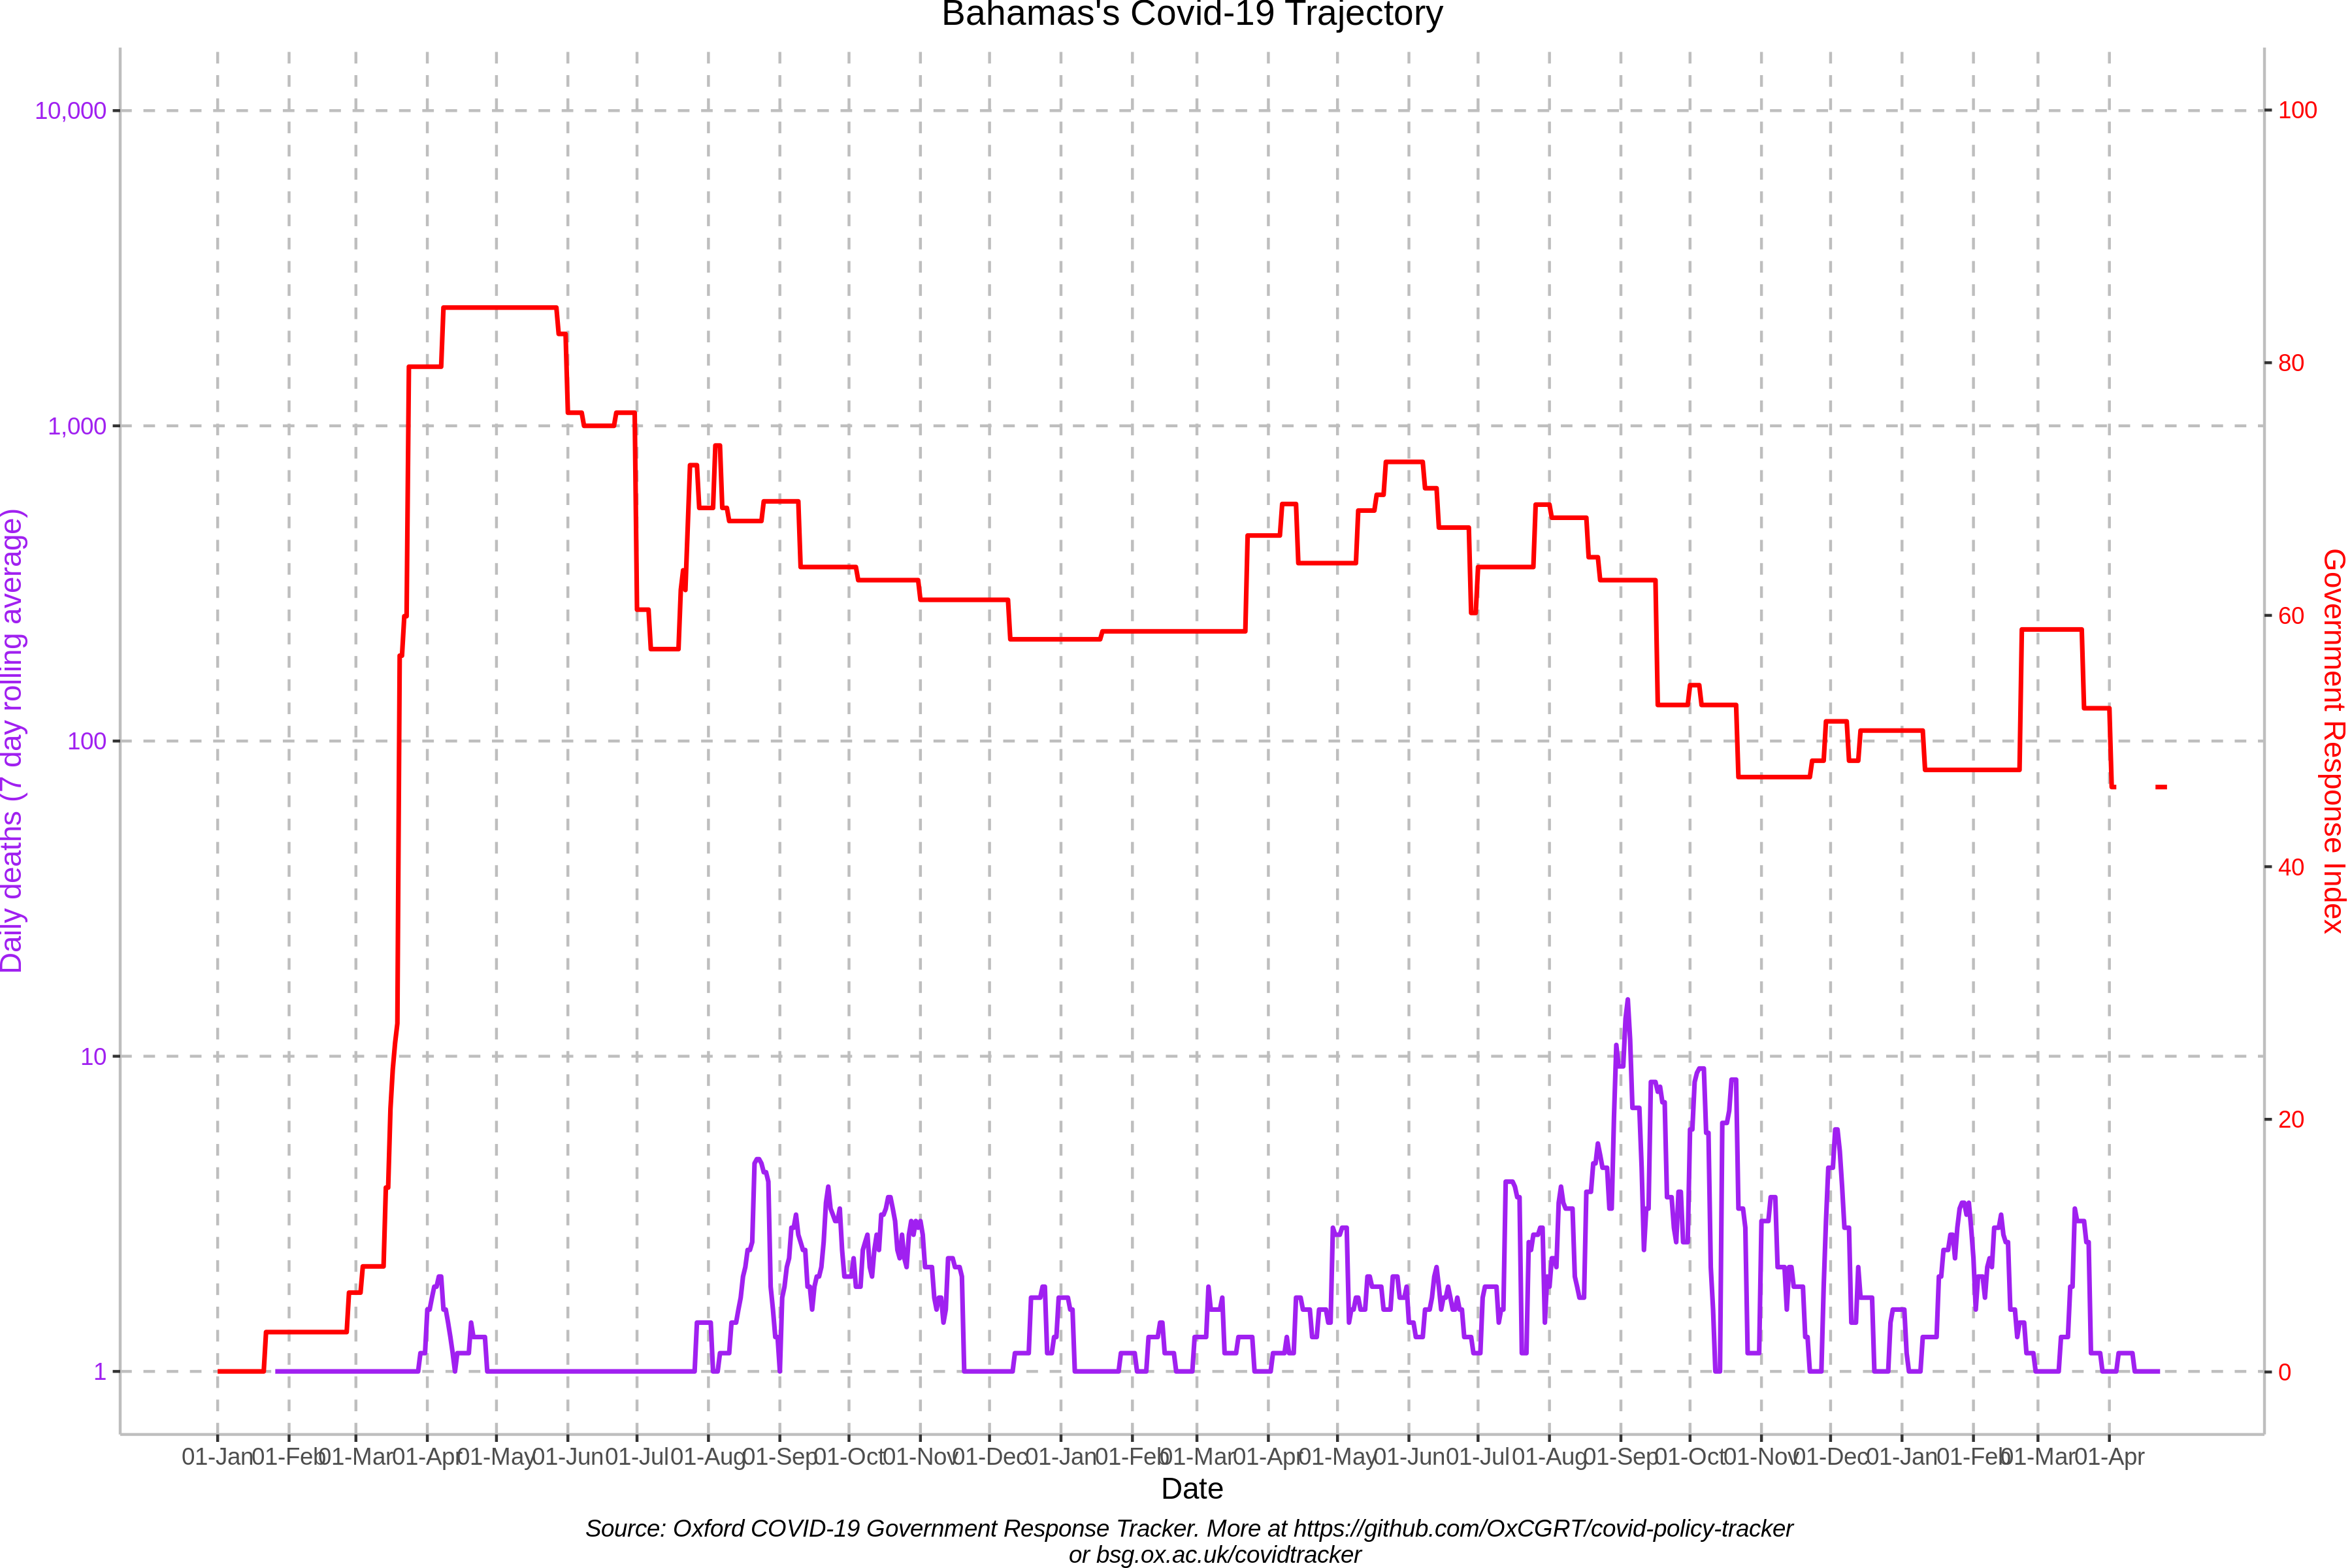 Bahamas's Covid-19 Trajectory
Daily deaths (7 day rolling average)
10,000
1,000
100
10
1
Government Response Index
100
80
60
40
20
0
01-Jan 01-Feb 01-Mar 01-Apr 01-May 01-Jun 01-Jul 01-Aug 01-Sep 01-Oct 01-Nov 01-Dec 01-Jan 01-Feb 01-Mar 01-Apr 01-May 01-Jun 01-Jul 01-Aug 01-Sep 01-Oct 01-Nov 01-Dec 01-Jan 01-Feb 01-Mar 01-Apr
Date
Source: Oxford COVID-19 Government Response Tracker. More at https://github.com/OxCGRT/covid-policy-tracker
or bsg.ox.ac.uk/covidtracker